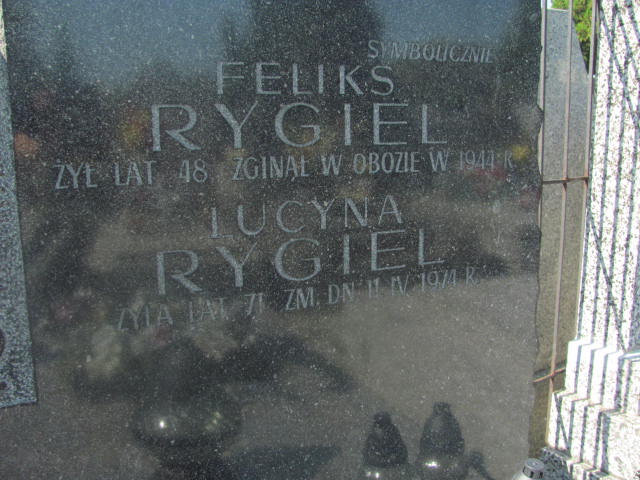 SYMBOLICZNIE
FELIKS
RYGIEL
ŻYŁ LAT 48 ZGINĄŁ W OBOZIE W 1944 R.
LUCYNA
RYGIEL
ŻYŁA LAT 71 ZM. DN. 11.IV.1974 R.